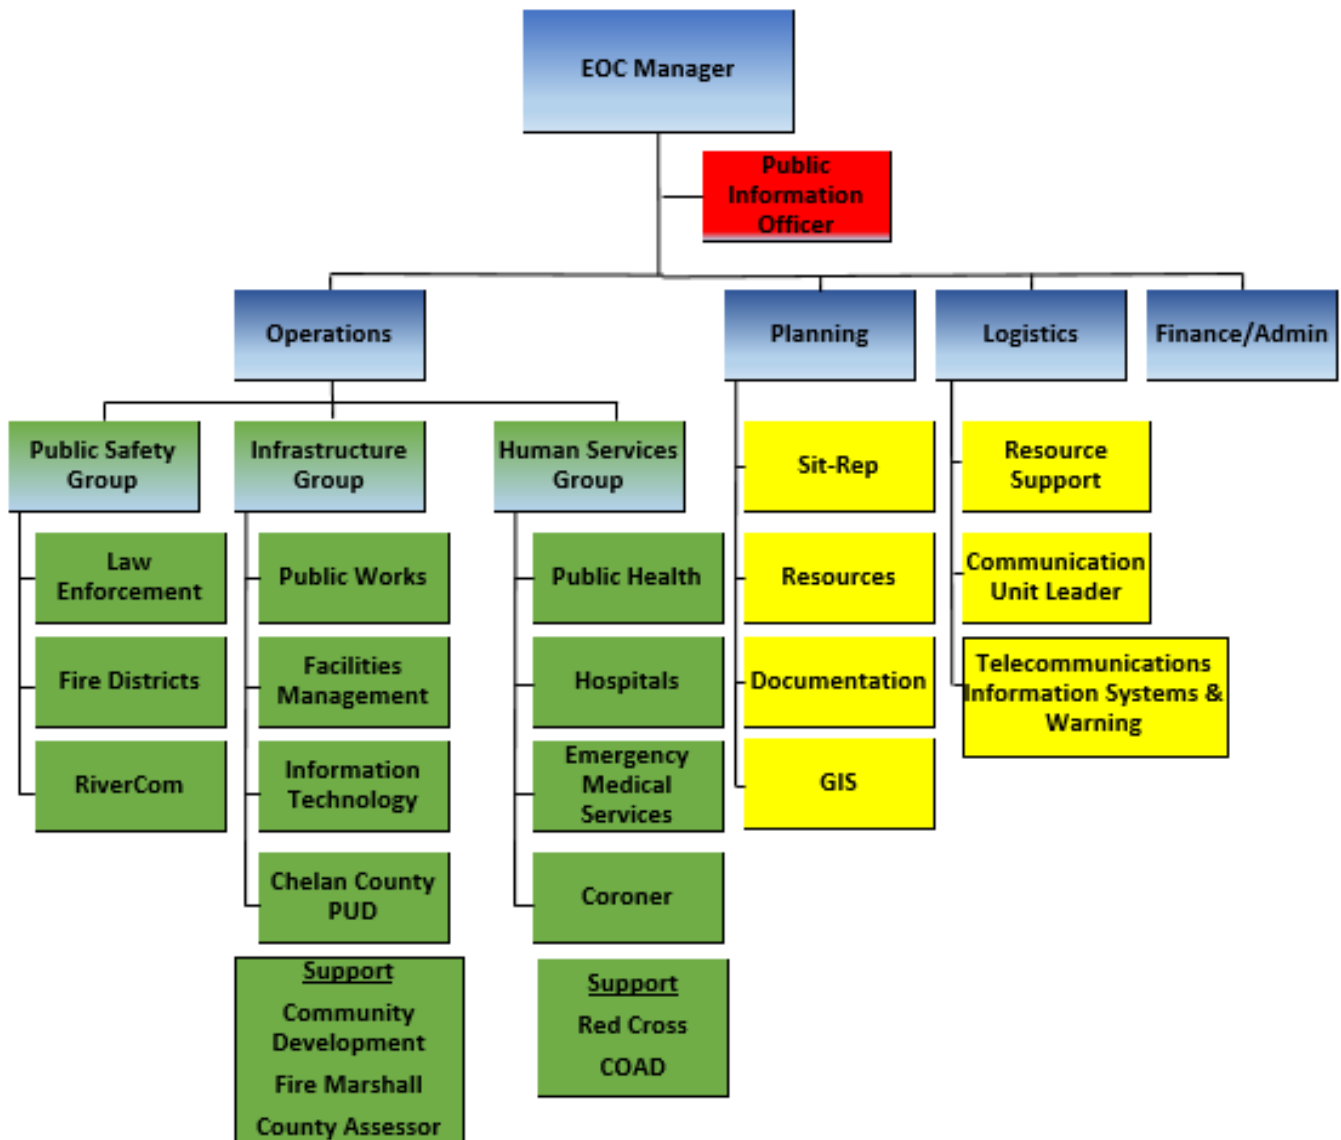 EOC Manager
Public
Information
Officer
Operations
Planning
Logistics
Finance/Admin
Public Safety
Group
Infrastructure
Group
Human Services
Group
Sit-Rep
Resource
Support
Law
Enforcement
Public Works
Public Health
Resources
Communication
Unit Leader
Fire Districts
Facilities
Management
Hospitals
Documentation
Telecommunications
Information Systems &
Warning
RiverCom
Information
Technology
Emergency
Medical
Services
GIS
Chelan County
PUD
Coroner
Support
Community
Development
Fire Marshall
County Assessor
Support
Red Cross
COAD